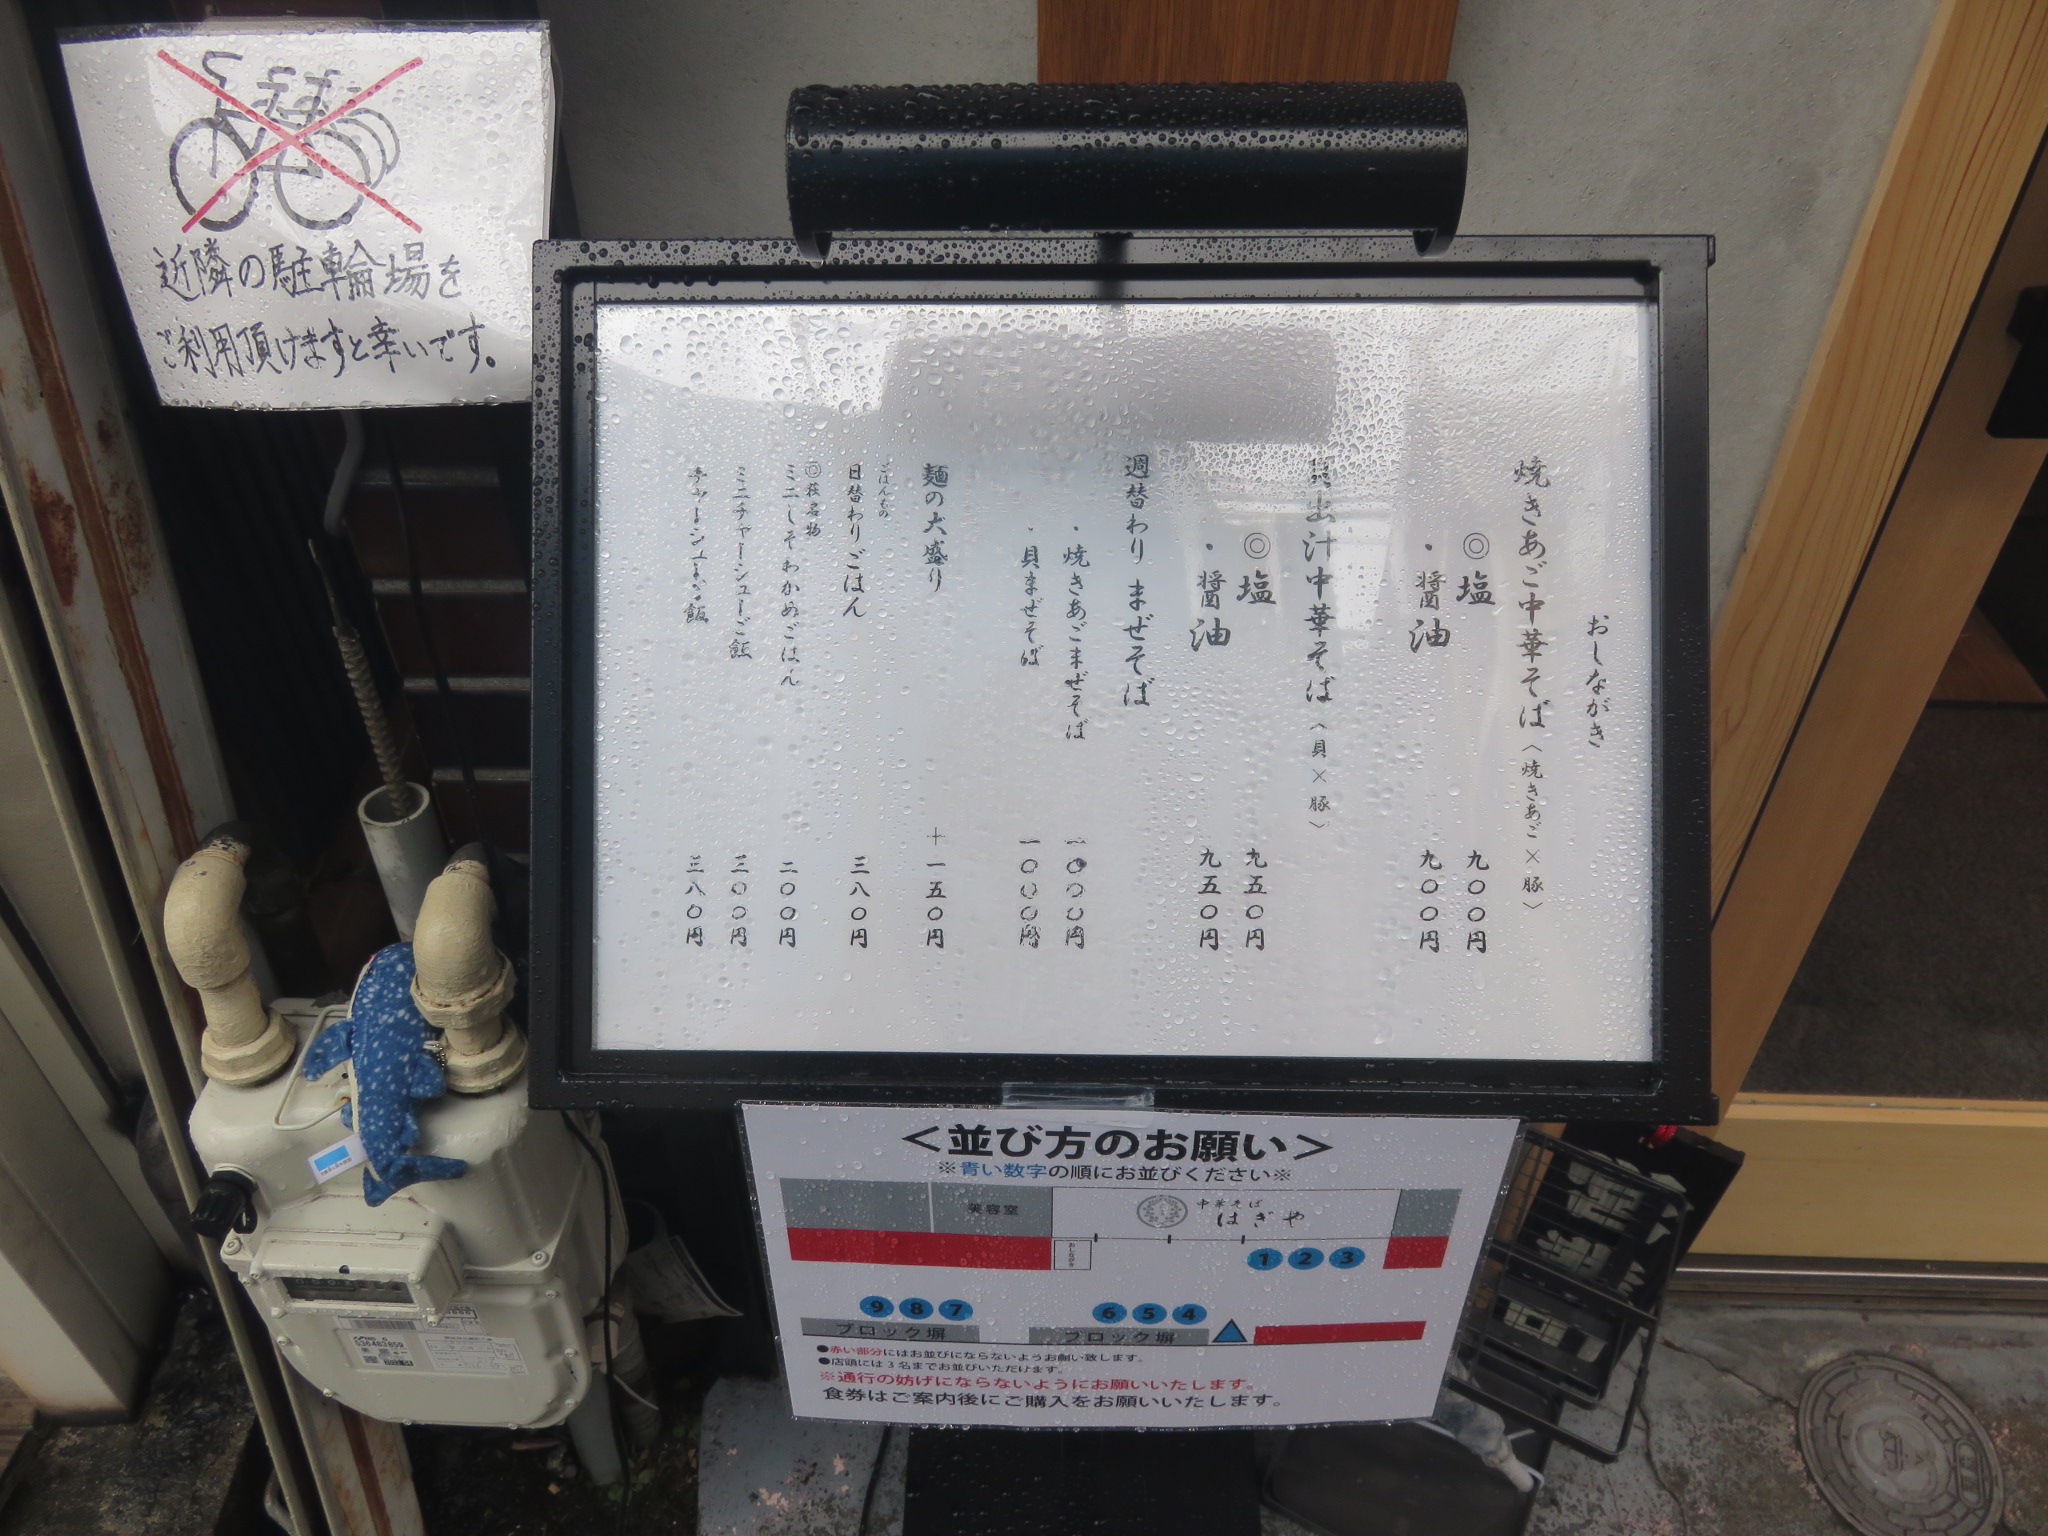 近隣の駐輪場を
ご利用頂けますと幸いです。
おしながき
焼きあご中華そば〈焼きあご×豚〉
◎塩 九〇〇円
・醤油 九〇〇円
貝出汁中華そば〈貝×豚〉
◎塩 九五〇円
・醤油 九五〇円
週替わり まぜそば
・焼きあごまぜそば 一〇〇〇円
・貝まぜそば 一〇〇〇円
麺の大盛り +一五〇円
ごはんもの
日替わりごはん 三八〇円
◎萩名物
ミニしそわかめごはん 二〇〇円
ミニチャーシューご飯 三〇〇円
チャーシューご飯 三八〇円
＜並び方のお願い＞
※青い数字の順にお並びください※
美容室
中華そば
はぎや
おしながき
1 2 3
9 8 7
6 5 4
ブロック塀
ブロック塀
●赤い部分にはお並びにならないようお願い致します。
●店頭には3名までお並びいただけます。
※通行の妨げにならないようにお願いいたします。
食券はご案内後にご購入をお願いいたします。